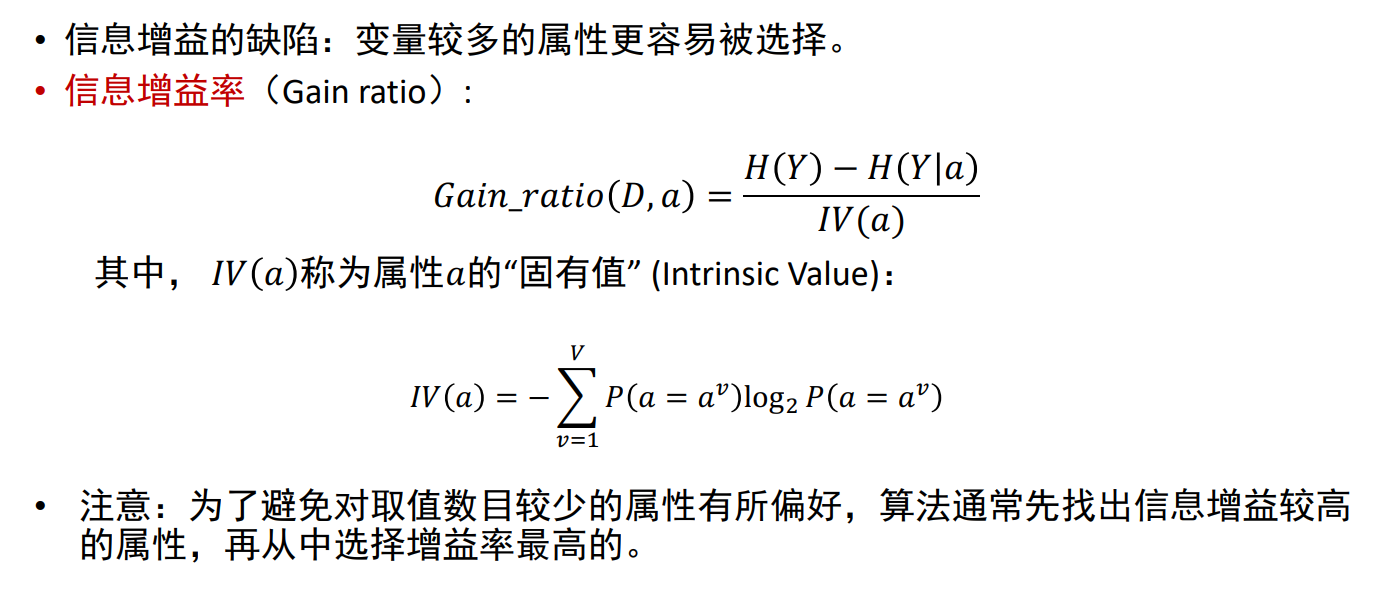 • 信息增益的缺陷：变量较多的属性更容易被选择。
• 信息增益率（Gain ratio）:
Gain_ratio(D, a) = \frac{H(Y) − H(Y|a)}{IV(a)}
其中， IV(a)称为属性a的“固有值” (Intrinsic Value)：
IV(a) = −\sum_{v=1}^{V} P(a = a^v)log_2 P(a = a^v)
• 注意：为了避免对取值数目较少的属性有所偏好，算法通常先找出信息增益较高
的属性，再从中选择增益率最高的。